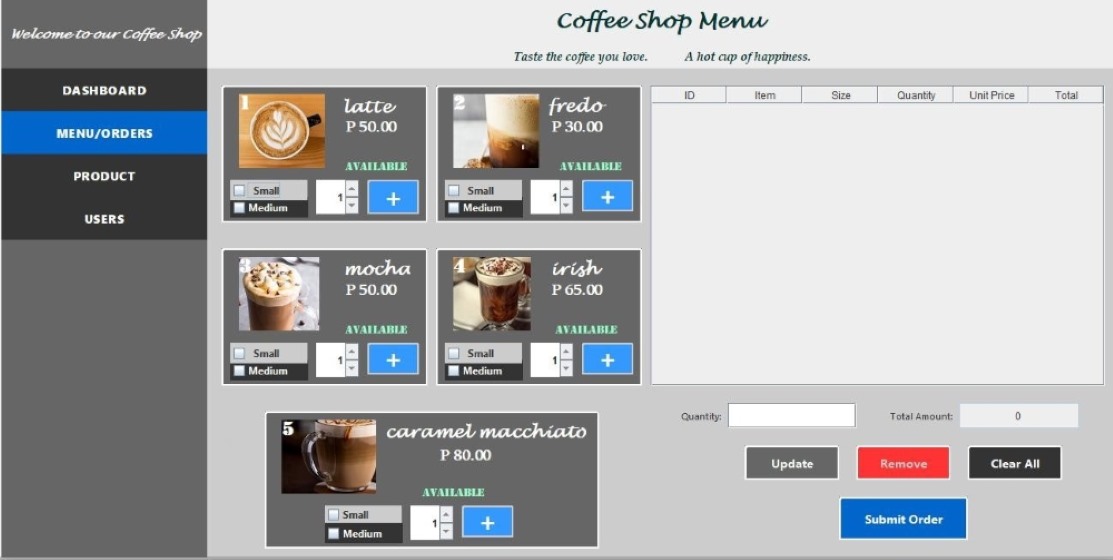 Welcome to our Coffee Shop
DASHBOARD
MENU/ORDERS
PRODUCT
USERS
Coffee Shop Menu
Taste the coffee you love. A hot cup of happiness.
1
latte
P 50.00
AVAILABLE
Small
Medium
1
+
2
fredo
P 30.00
AVAILABLE
Small
Medium
1
+
3
mocha
P 50.00
AVAILABLE
Small
Medium
1
+
4
irish
P 65.00
AVAILABLE
Small
Medium
1
+
5
caramel macchiato
P 80.00
AVAILABLE
Small
Medium
1
+
ID Item Size Quantity Unit Price Total
Quantity: Total Amount: 0
Update Remove Clear All
Submit Order